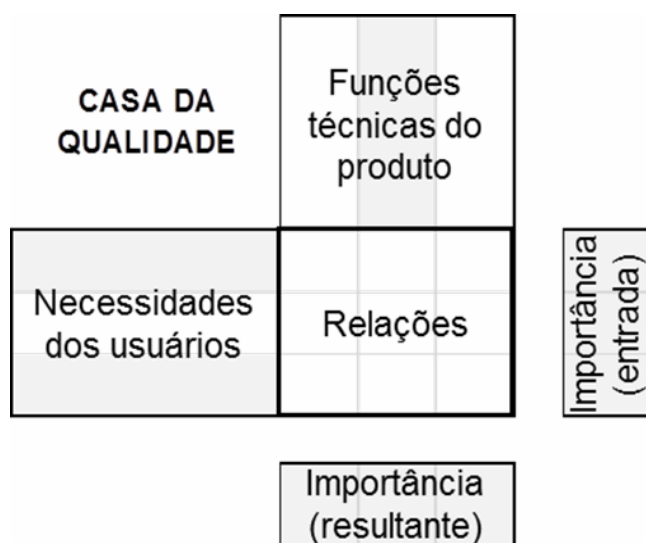 CASA DA
QUALIDADE
Funções
técnicas do
produto
Necessidades
dos usuários
Relações
Importância
(entrada)
Importância
(resultante)